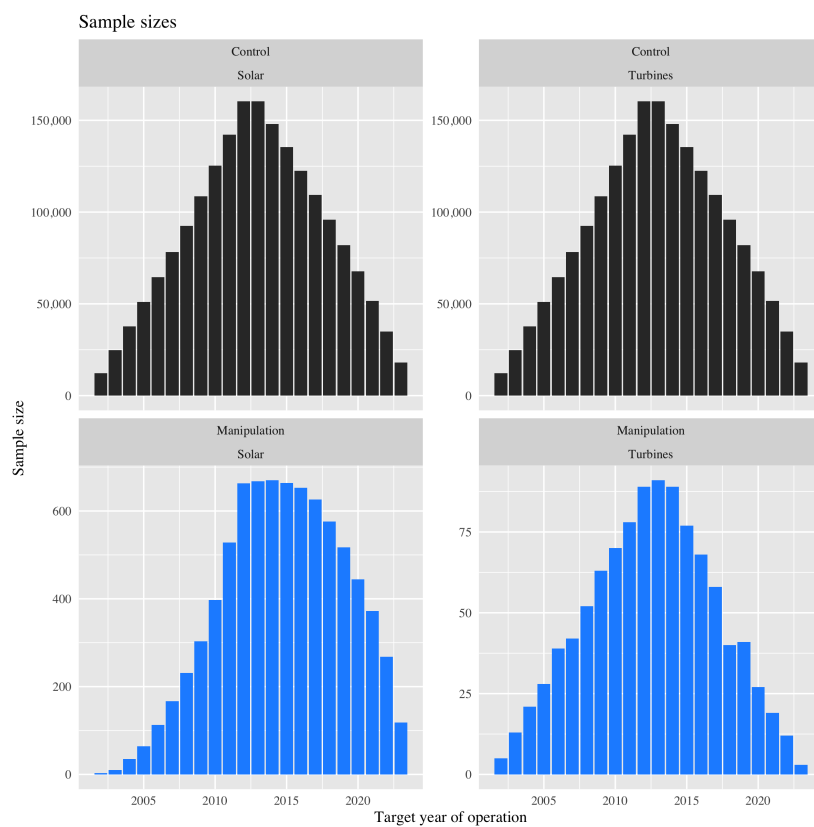 Sample sizes
Control
Solar
Control
Turbines
150,000
100,000
50,000
0
150,000
100,000
50,000
0
Sample size
Manipulation
Solar
Manipulation
Turbines
600
400
200
0
75
50
25
0
2005 2010 2015 2020
2005 2010 2015 2020
Target year of operation